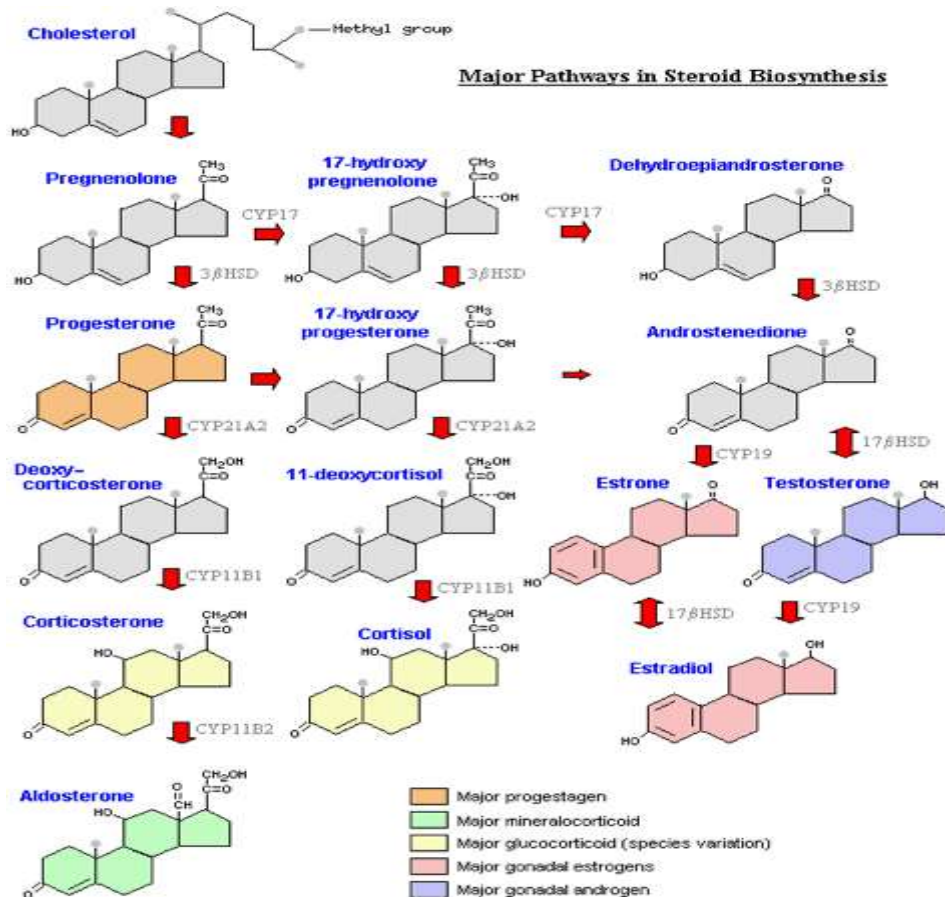 Cholesterol
Methyl group
Major Pathways in Steroid Biosynthesis
HO
Pregnenolone
CH₃
C=O
HO
CYP17
17-hydroxy
pregnenolone
CH₃
C=O
OH
HO
CYP17
Dehydroepiandrosterone
O
HO
3βHSD
3βHSD
3βHSD
Progesterone
CH₃
C=O
O
17-hydroxy
progesterone
CH₃
C=O
OH
O
Androstenedione
O
O
CYP21A2
CYP21A2
CYP19
17βHSD
Deoxy-
corticosterone
CH₂OH
C=O
O
11-deoxycortisol
CH₂OH
C=O
OH
O
Estrone
O
HO
Testosterone
OH
O
CYP11B1
CYP11B1
17βHSD
CYP19
Corticosterone
CH₂OH
C=O
HO
O
Cortisol
CH₂OH
C=O
HO
OH
O
Estradiol
OH
HO
CYP11B2
Aldosterone
CH₂OH
C=O
O
CH
HO
O
Major progestagen
Major mineralocorticoid
Major glucocorticoid (species variation)
Major gonadal estrogens
Major gonadal androgen